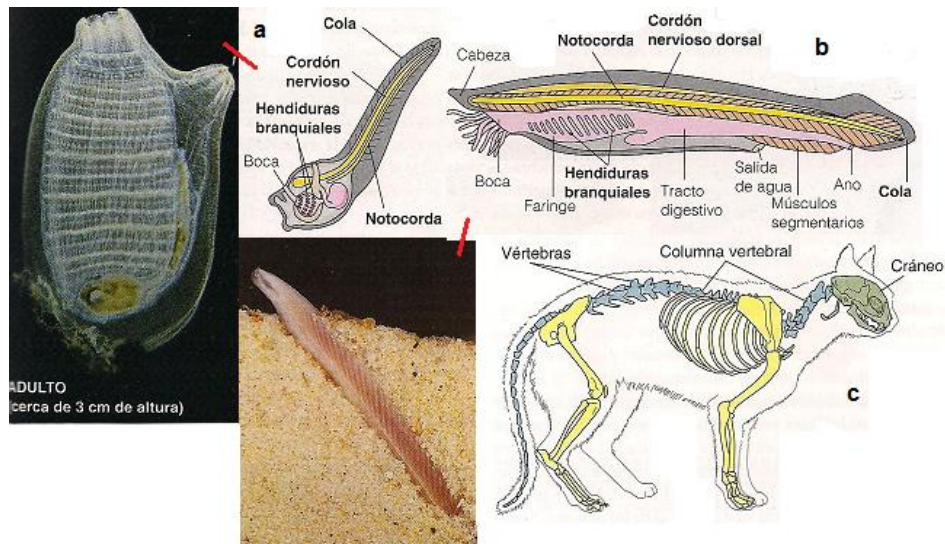 a
Cola
Cordón
nervioso
Hendiduras
branquiales
Boca
Notocorda
ADULTO
(cerca de 3 cm de altura)
b
Cordón
nervioso dorsal
Notocorda
Cabeza
Boca
Faringe
Hendiduras
branquiales
Tracto
digestivo
Salida
de agua
Músculos
segmentarios
Ano
Cola
c
Vértebras
Columna vertebral
Cráneo